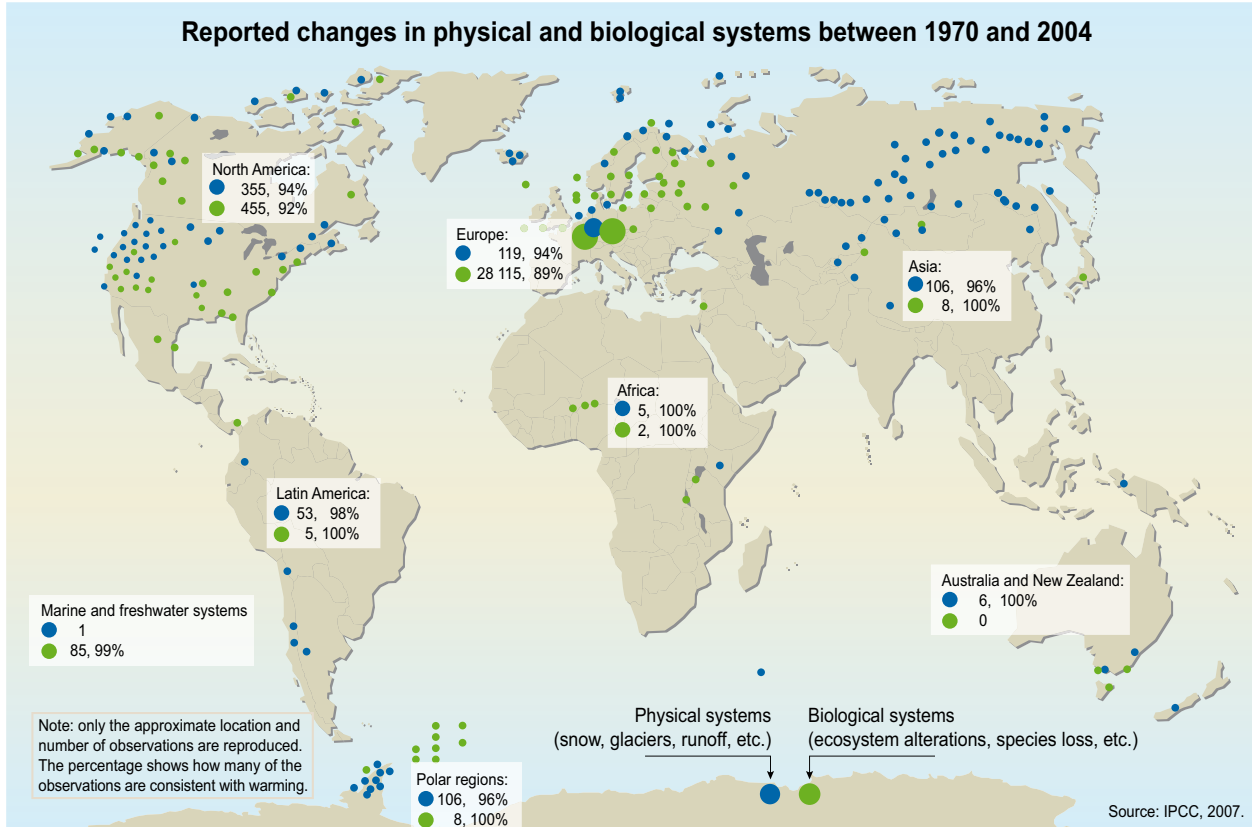 Reported changes in physical and biological systems between 1970 and 2004
North America:
355, 94%
455, 92%
Europe:
119, 94%
28 115, 89%
Asia:
106, 96%
8, 100%
Africa:
5, 100%
2, 100%
Latin America:
53, 98%
5, 100%
Australia and New Zealand:
6, 100%
0
Marine and freshwater systems
1
85, 99%
Note: only the approximate location and
number of observations are reproduced.
The percentage shows how many of the
observations are consistent with warming.
Polar regions:
106, 96%
8, 100%
Physical systems
(snow, glaciers, runoff, etc.)
Biological systems
(ecosystem alterations, species loss, etc.)
Source: IPCC, 2007.